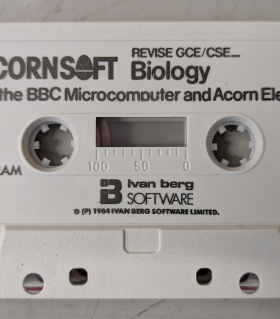 CORNSOFT
REVISE GCE/CSE...
Biology
the BBC Microcomputer and Acorn Ele
RAM
100 50 0
B ivan berg
SOFTWARE
© (P) 1984 IVAN BERG SOFTWARE LIMITED.